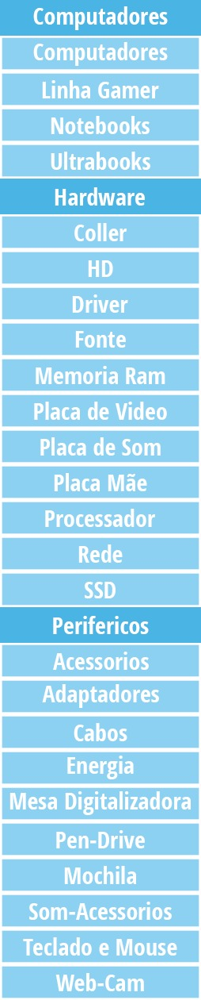 Computadores
Computadores
Linha Gamer
Notebooks
Ultrabooks
Hardware
Coller
HD
Driver
Fonte
Memoria Ram
Placa de Video
Placa de Som
Placa Mãe
Processador
Rede
SSD
Perifericos
Acessorios
Adaptadores
Cabos
Energia
Mesa Digitalizadora
Pen-Drive
Mochila
Som-Acessorios
Teclado e Mouse
Web-Cam